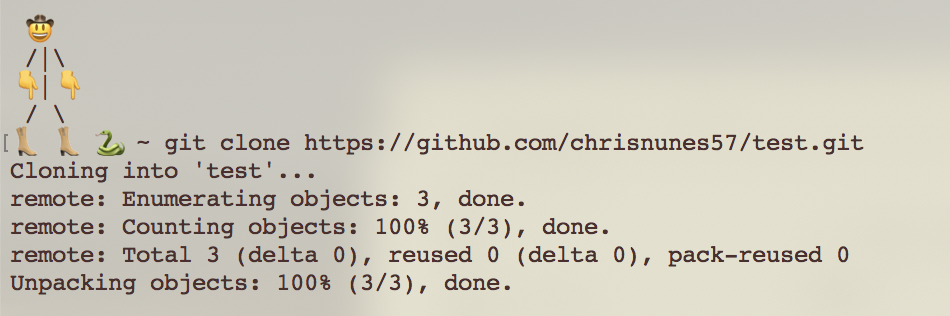 🤠
/|\
👇|👇
/ \
[👢 👢 🐍 ~ git clone https://github.com/chrisnunes57/test.git
Cloning into 'test'...
remote: Enumerating objects: 3, done.
remote: Counting objects: 100% (3/3), done.
remote: Total 3 (delta 0), reused 0 (delta 0), pack-reused 0
Unpacking objects: 100% (3/3), done.